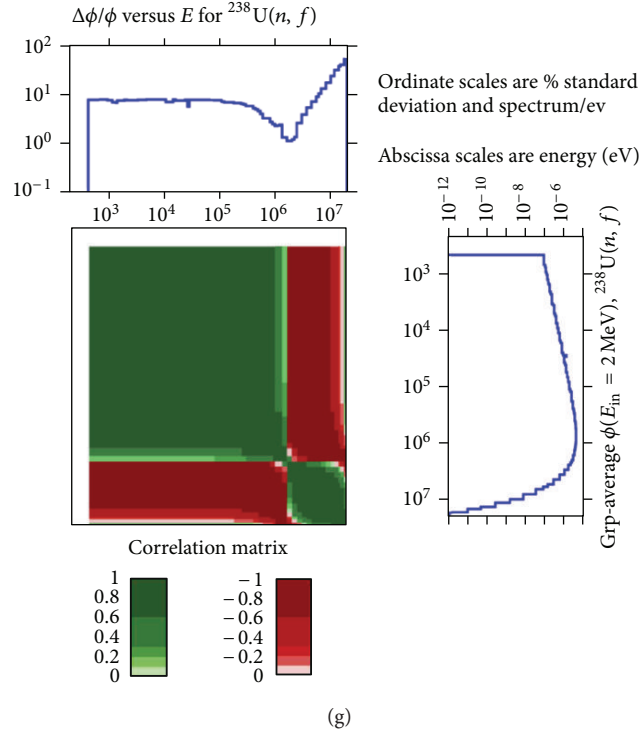 Δϕ/ϕ versus E for ²³⁸U(n, f)
10²
10¹
10⁰
10⁻¹
10³ 10⁴ 10⁵ 10⁶ 10⁷
Ordinate scales are % standard
deviation and spectrum/ev
Abscissa scales are energy (eV)
10⁻¹² 10⁻¹⁰ 10⁻⁸ 10⁻⁶
10³
10⁴
10⁵
10⁶
10⁷
Grp-average ϕ(E_in = 2 MeV), ²³⁸U(n, f)
Correlation matrix
1
0.8
0.6
0.4
0.2
0
−1
−0.8
−0.6
−0.4
−0.2
0
(g)